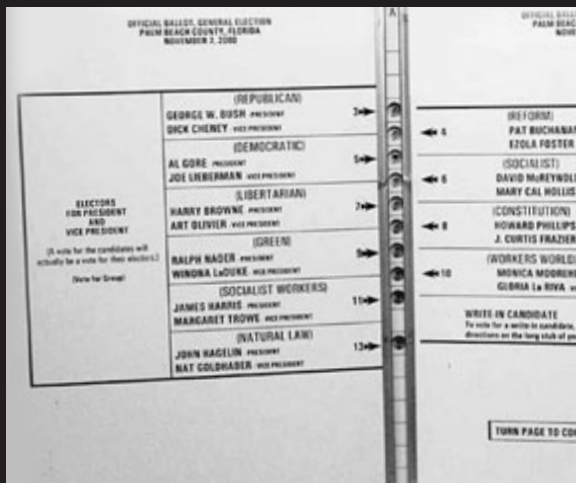 OFFICIAL BALLOT, GENERAL ELECTION
PALM BEACH COUNTY, FLORIDA
NOVEMBER 7, 2000
ELECTORS
FOR PRESIDENT
AND
VICE PRESIDENT
(A vote for the candidates will
actually be a vote for their electors.)
(Vote for Group)
(REPUBLICAN)
GEORGE W. BUSH PRESIDENT 3
DICK CHENEY VICE PRESIDENT
(DEMOCRATIC)
AL GORE PRESIDENT 5
JOE LIEBERMAN VICE PRESIDENT
(LIBERTARIAN)
HARRY BROWNE PRESIDENT 7
ART OLIVIER VICE PRESIDENT
(GREEN)
RALPH NADER PRESIDENT 9
WINONA LaDUKE VICE PRESIDENT
(SOCIALIST WORKERS)
JAMES HARRIS PRESIDENT 11
MARGARET TROWE VICE PRESIDENT
(NATURAL LAW)
JOHN HAGELIN PRESIDENT 13
NAT GOLDHABER VICE PRESIDENT
A
OFFICIAL
PALM BEAC
NOVE
(REFORM)
4 PAT BUCHANAN
EZOLA FOSTER
(SOCIALIST)
6 DAVID McREYNOL
MARY CAL HOLLIS
(CONSTITUTION)
8 HOWARD PHILLIPS
J. CURTIS FRAZIER
(WORKERS WORLD)
10 MONICA MOOREHE
GLORIA La RIVA
WRITE-IN CANDIDATE
To vote for a write-in candidate,
directions on the long stub of
TURN PAGE TO CO